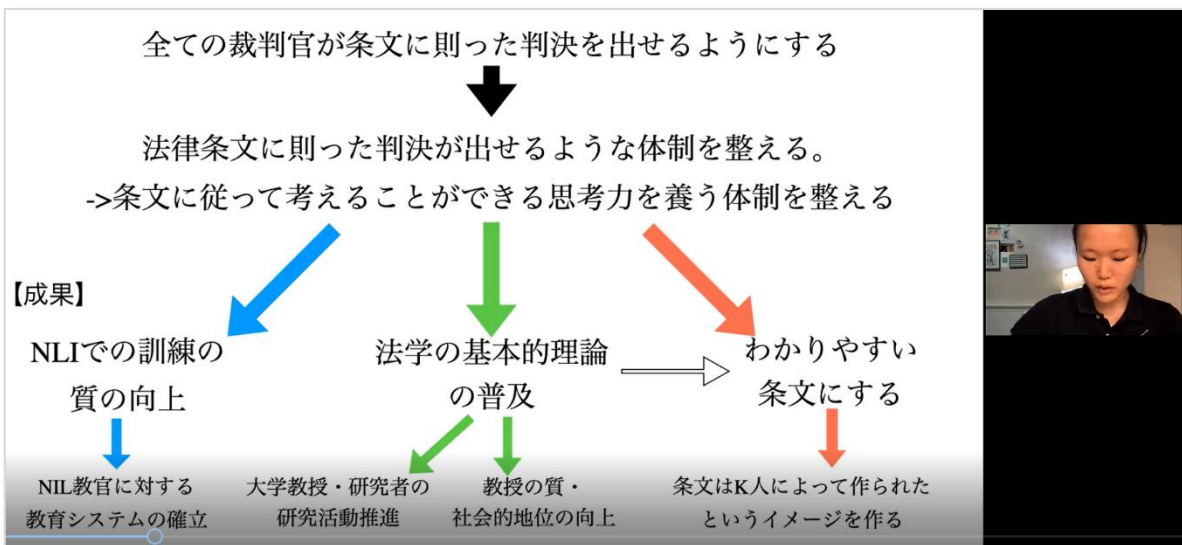 全ての裁判官が条文に則った判決を出せるようにする
法律条文に則った判決が出せるような体制を整える。
->条文に従って考えることができる思考力を養う体制を整える
【成果】
NLIでの訓練の
質の向上
法学の基本的理論
の普及
わかりやすい
条文にする
NIL教官に対する
教育システムの確立
大学教授・研究者の
研究活動推進
教授の質・
社会的地位の向上
条文はK人によって作られた
というイメージを作る